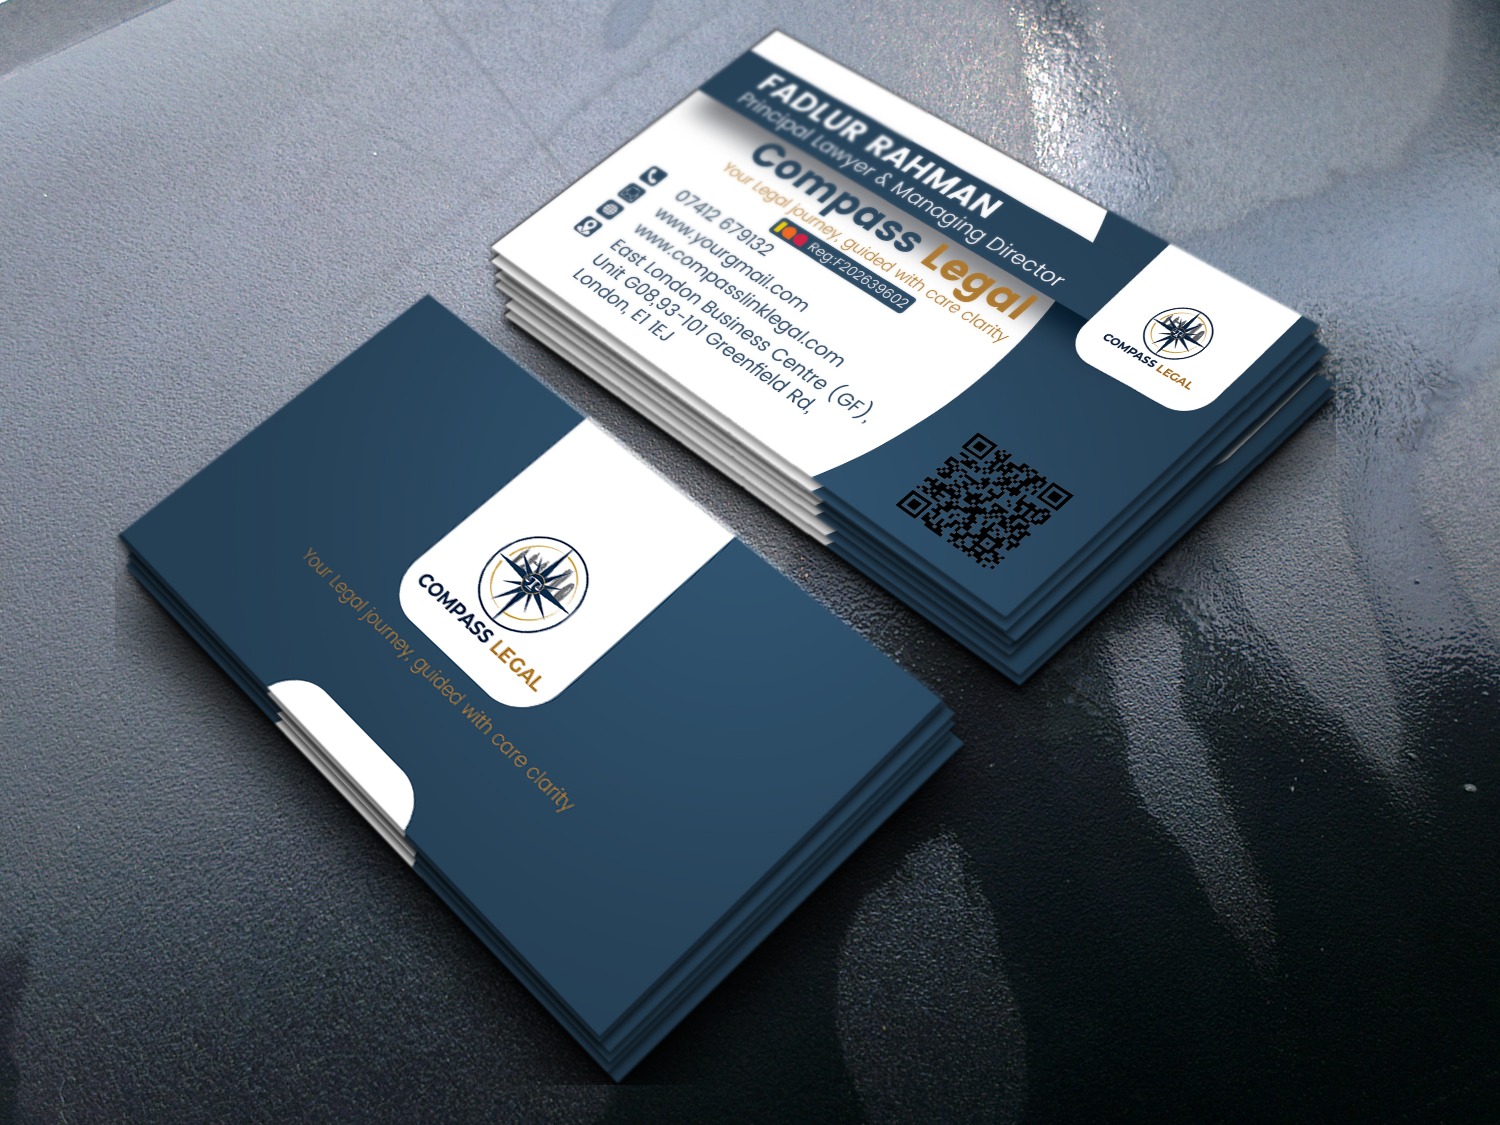 FADLUR RAHMAN
Principal Lawyer & Managing Director
Compass Legal
Your Legal journey, guided with care clarity
Reg:F202639602
07412 679132
www.yourgmail.com
www.compasslinklegal.com
East London Business Centre (GF),
Unit G08,93-101 Greenfield Rd,
London, E1 1EJ
COMPASS LEGAL
COMPASS LEGAL
Your Legal journey, guided with care clarity